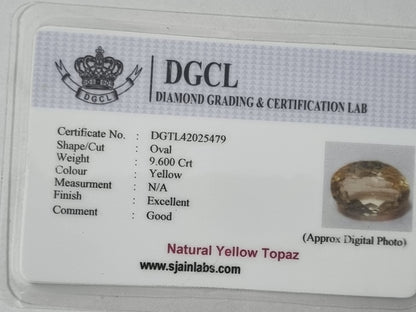 DGCL
DGCL
DIAMOND GRADING & CERTIFICATION LAB
Certificate No. : DGTL42025479
Shape/Cut : Oval
Weight : 9.600 Crt
Colour : Yellow
Measurment : N/A
Finish : Excellent
Comment : Good
(Approx Digital Photo)
Natural Yellow Topaz
www.sjainlabs.com